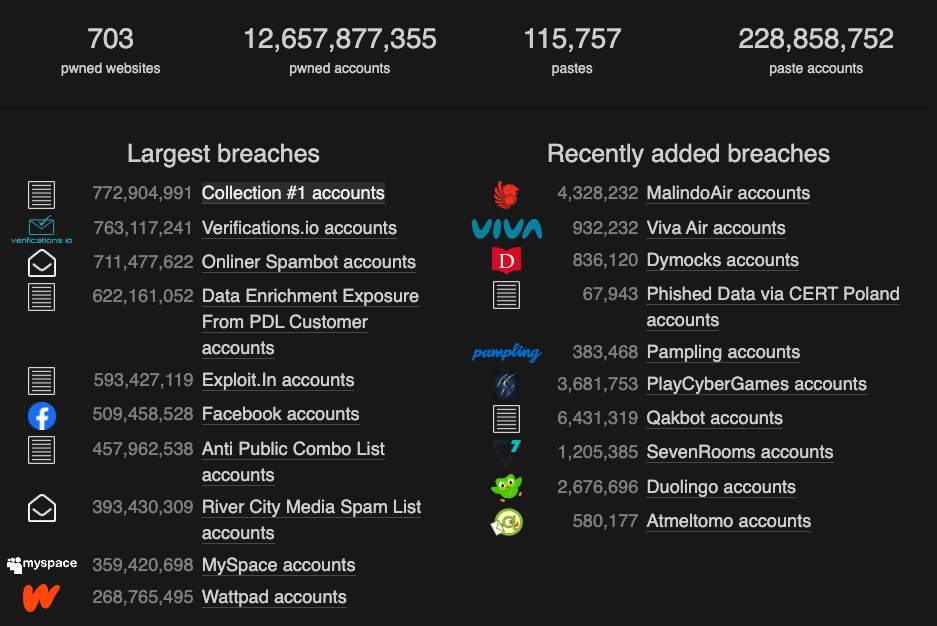 703
pwned websites
12,657,877,355
pwned accounts
115,757
pastes
228,858,752
paste accounts
Largest breaches
772,904,991 Collection #1 accounts
verifications io
763,117,241 Verifications.io accounts
711,477,622 Onliner Spambot accounts
622,161,052 Data Enrichment Exposure
From PDL Customer
accounts
593,427,119 Exploit.In accounts
509,458,528 Facebook accounts
457,962,538 Anti Public Combo List
accounts
393,430,309 River City Media Spam List
accounts
myspace 359,420,698 MySpace accounts
268,765,495 Wattpad accounts
Recently added breaches
4,328,232 MalindoAir accounts
VIVA 932,232 Viva Air accounts
D 836,120 Dymocks accounts
67,943 Phished Data via CERT Poland
accounts
pampling 383,468 Pampling accounts
3,681,753 PlayCyberGames accounts
6,431,319 Qakbot accounts
1,205,385 SevenRooms accounts
2,676,696 Duolingo accounts
580,177 Atmeltomo accounts